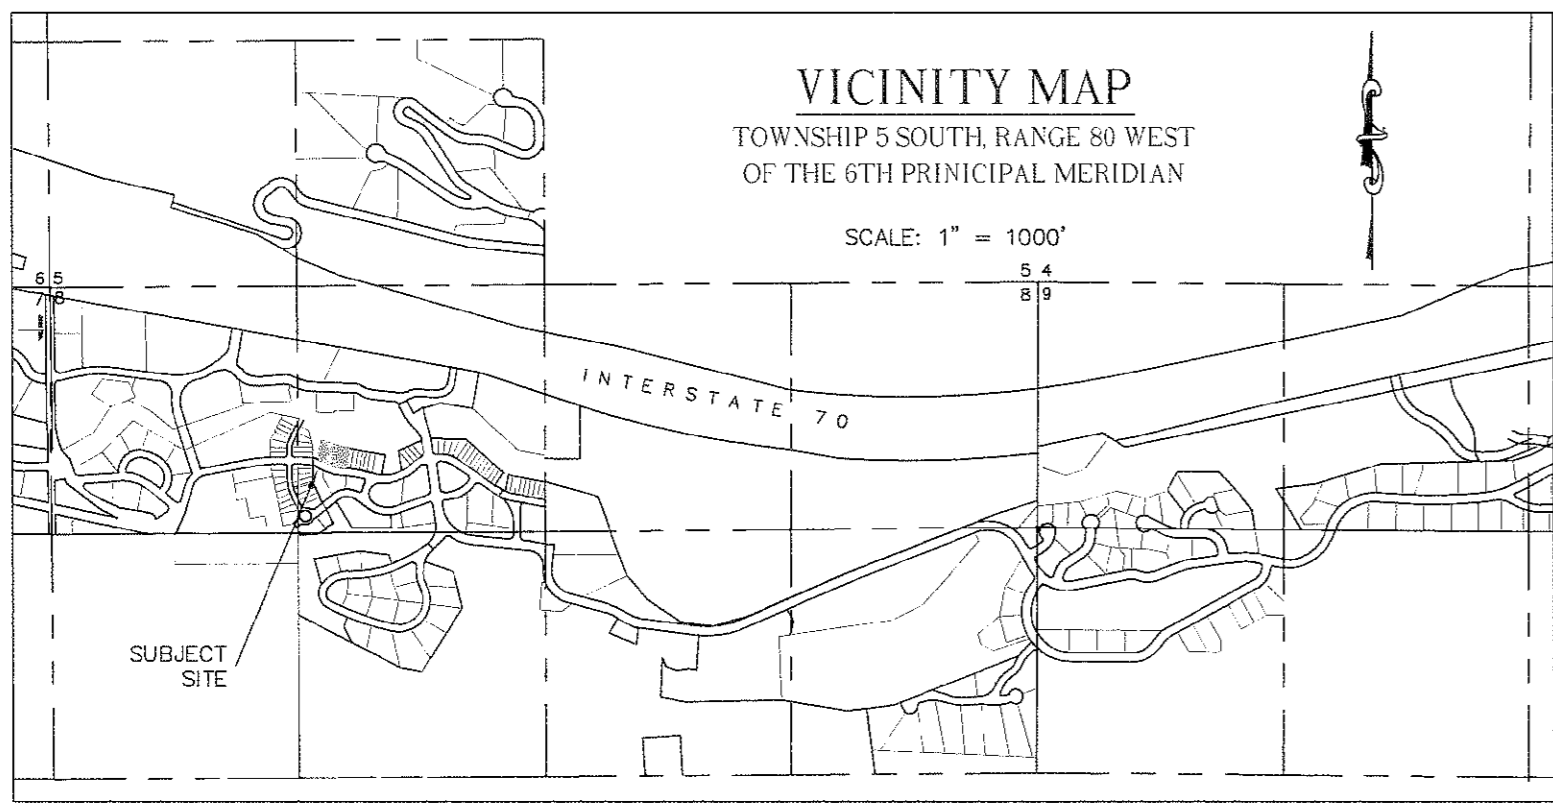 VICINITY MAP
TOWNSHIP 5 SOUTH, RANGE 80 WEST
OF THE 6TH PRINICIPAL MERIDIAN
SCALE: 1" = 1000'
6 5
7 8
5 4
8 9
INTERSTATE 70
SUBJECT
SITE